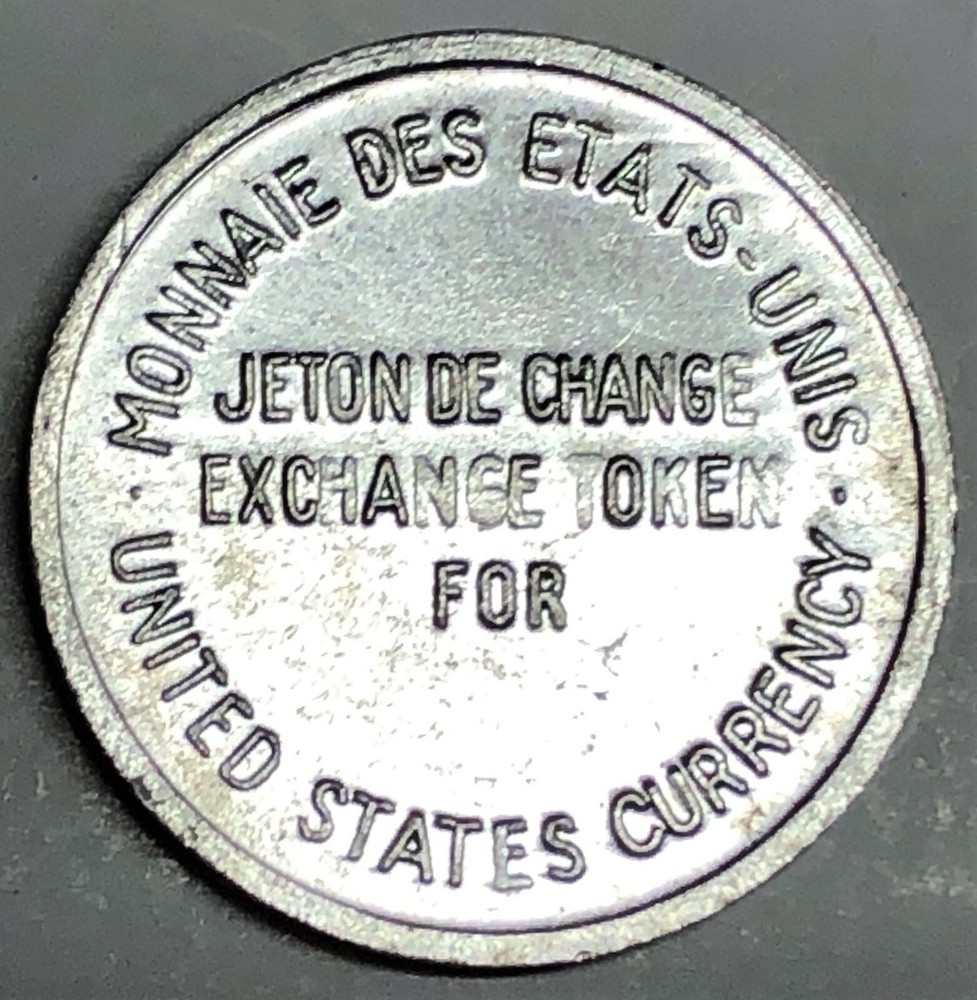 MONNAIE DES ETATS-UNIS
JETON DE CHANGE
EXCHANGE TOKEN
FOR
UNITED STATES CURRENCY